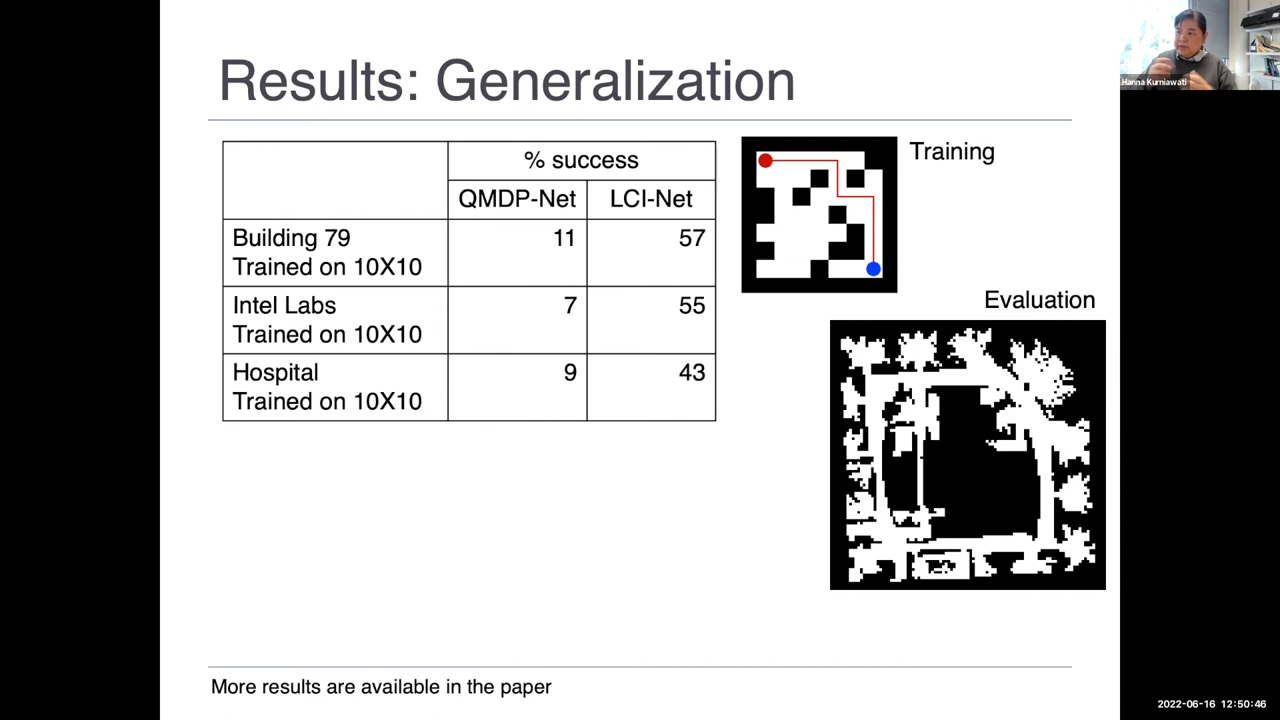 Results: Generalization
% success
QMDP-Net LCI-Net
Building 79
Trained on 10X10
11 57
Intel Labs
Trained on 10X10
7 55
Hospital
Trained on 10X10
9 43
Training
Evaluation
More results are available in the paper
Hanna Kurniawati
2022-06-16 12:50:46